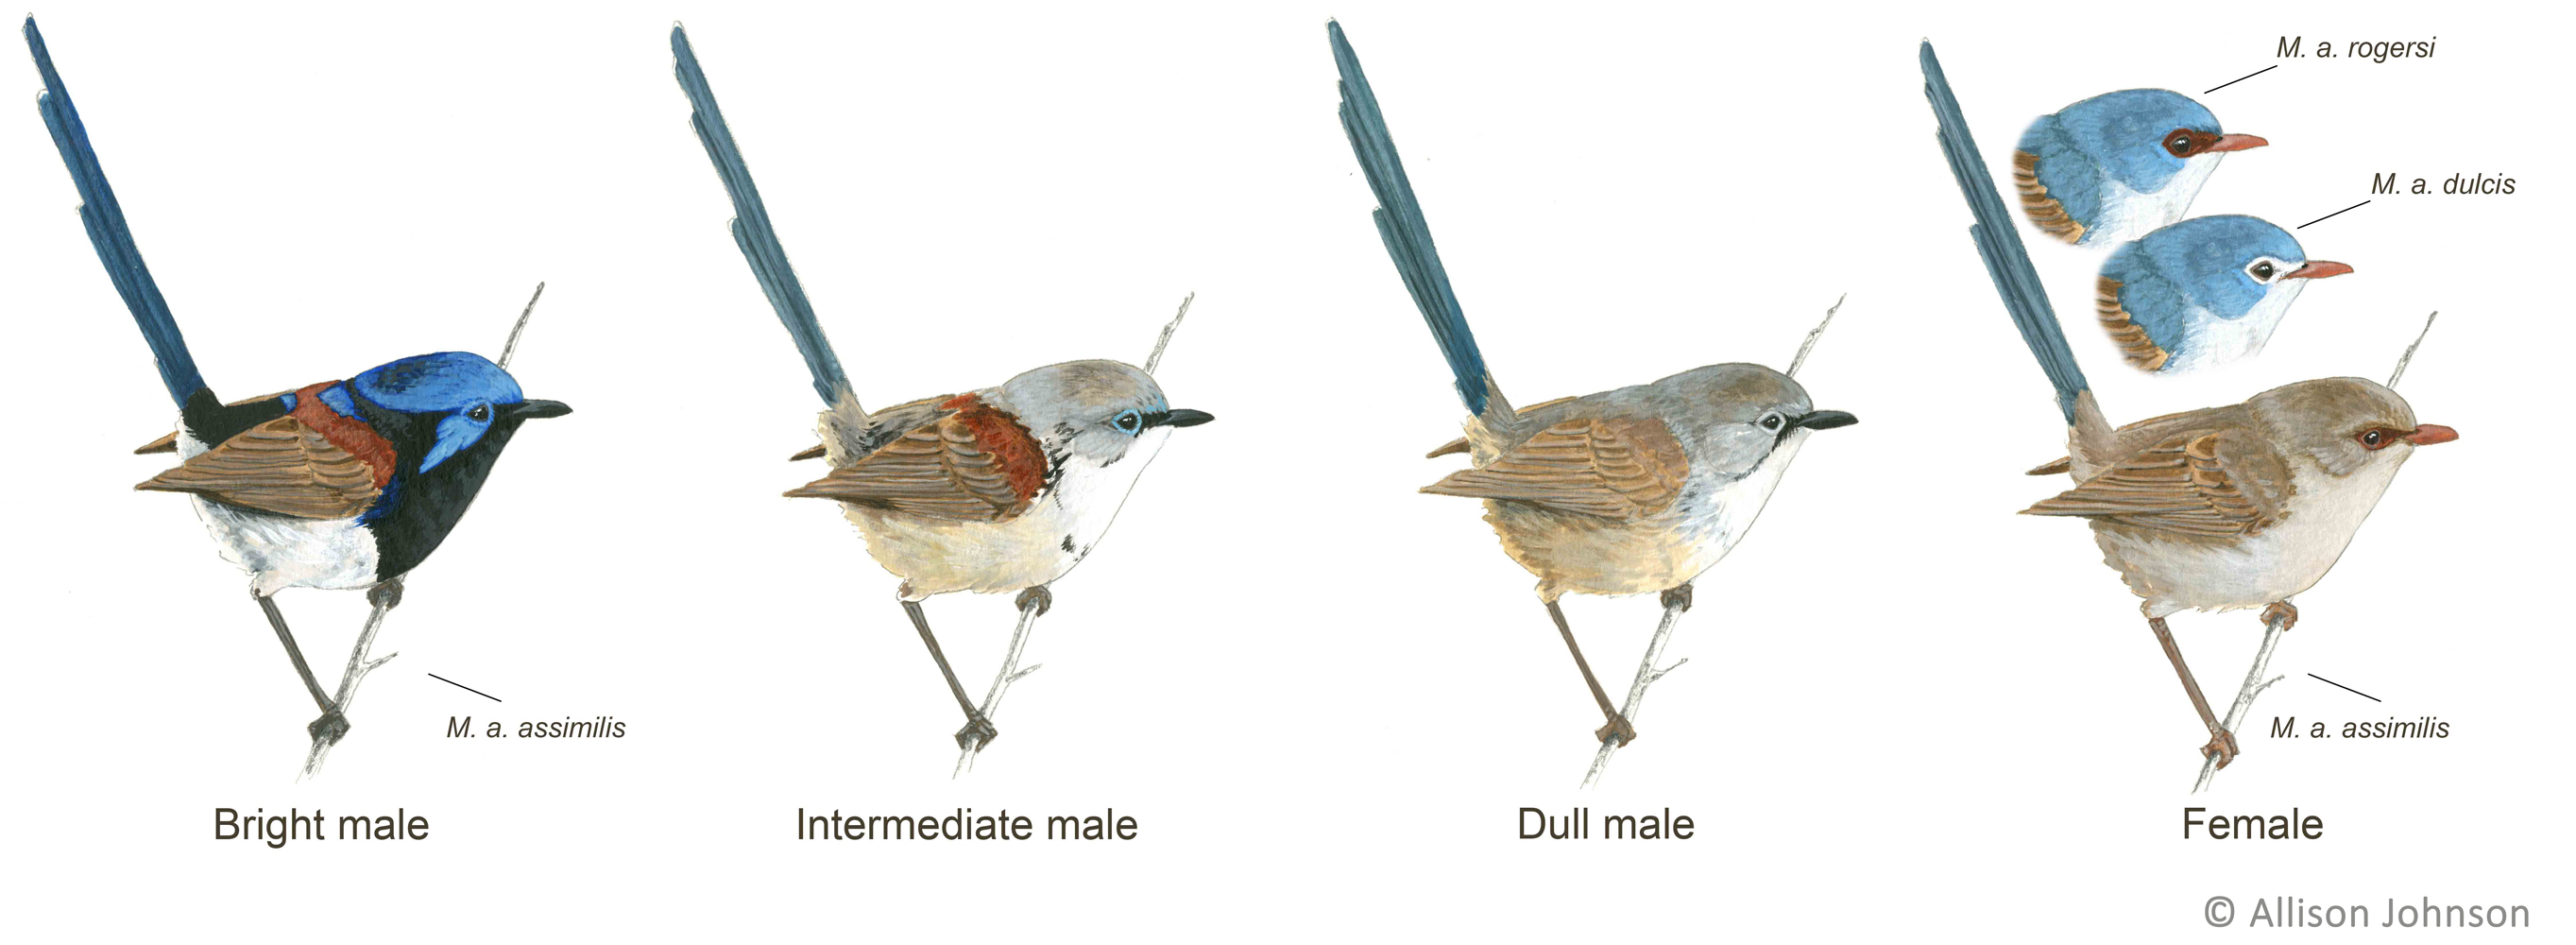 M. a. rogersi
M. a. dulcis
M. a. assimilis
M. a. assimilis
Bright male
Intermediate male
Dull male
Female
© Allison Johnson